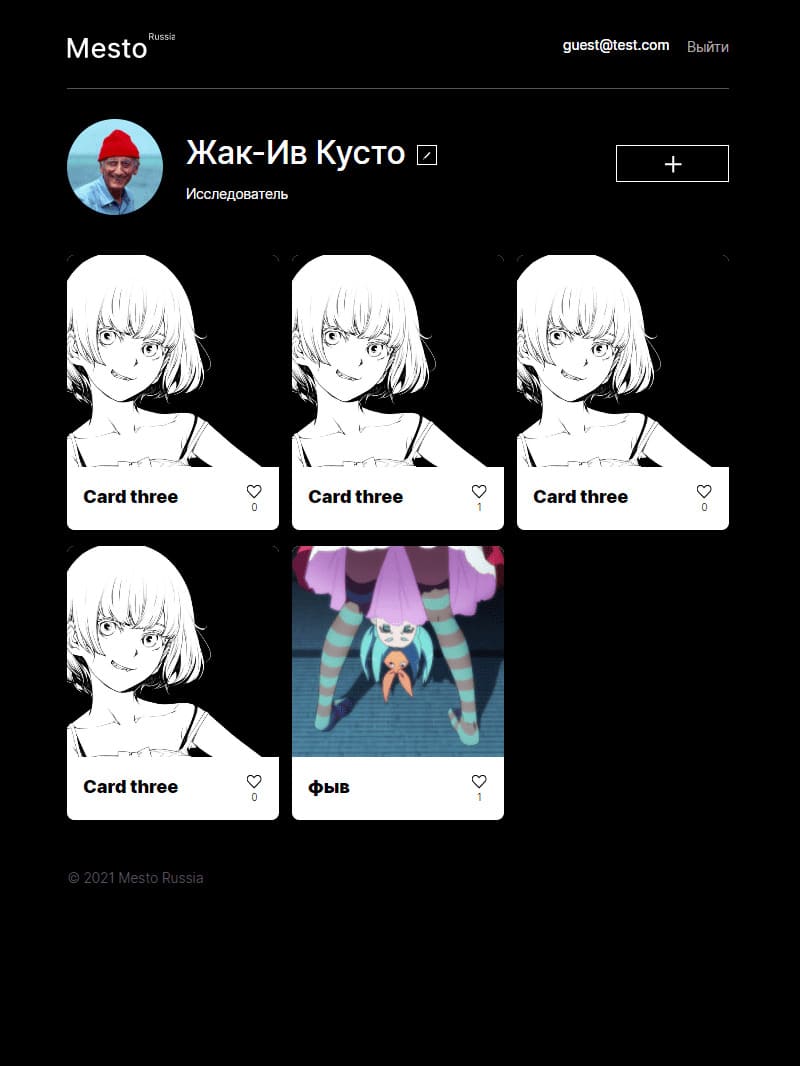 Mesto Russia
guest@test.com Выйти
Жак-Ив Кусто
Исследователь
Card three
0
Card three
1
Card three
0
Card three
0
фыв
1
© 2021 Mesto Russia